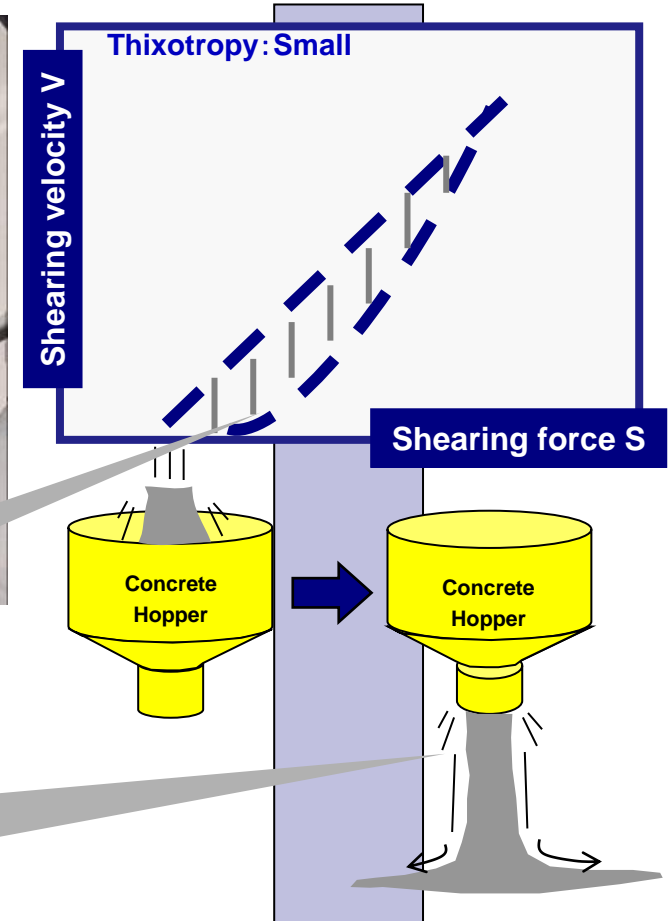 Thixotropy：Small
Shearing velocity V
Shearing force S
Concrete
Hopper
Concrete
Hopper